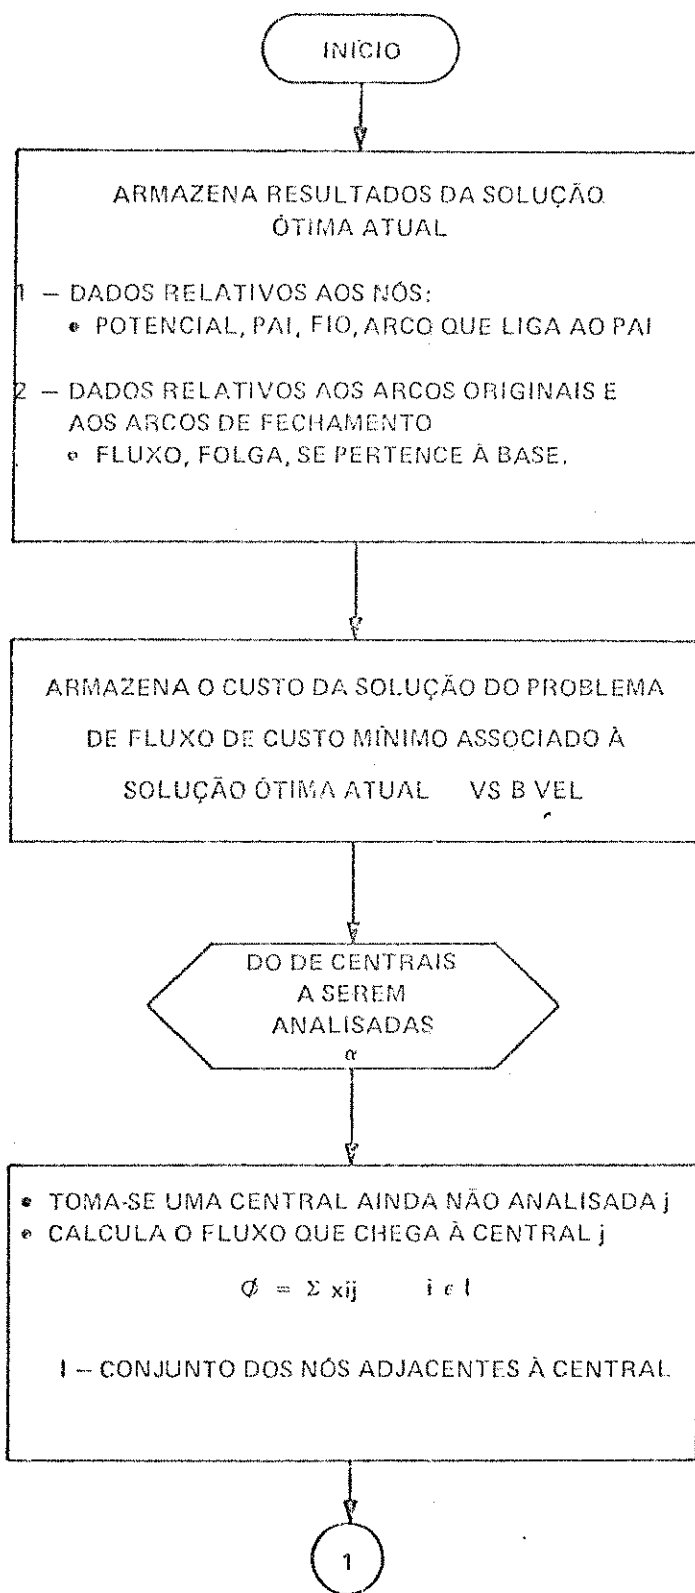 INÍCIO
ARMAZENA RESULTADOS DA SOLUÇÃO
ÓTIMA ATUAL
1 – DADOS RELATIVOS AOS NÓS:
• POTENCIAL, PAI, FIO, ARCO QUE LIGA AO PAI
2 – DADOS RELATIVOS AOS ARCOS ORIGINAIS E
AOS ARCOS DE FECHAMENTO
• FLUXO, FOLGA, SE PERTENCE À BASE.
ARMAZENA O CUSTO DA SOLUÇÃO DO PROBLEMA
DE FLUXO DE CUSTO MÍNIMO ASSOCIADO À
SOLUÇÃO ÓTIMA ATUAL VS B VEL
DO DE CENTRAIS
A SEREM
ANALISADAS
α
• TOMA-SE UMA CENTRAL AINDA NÃO ANALISADA j
• CALCULA O FLUXO QUE CHEGA À CENTRAL j
Ø = Σ xij i ε I
I – CONJUNTO DOS NÓS ADJACENTES À CENTRAL
1